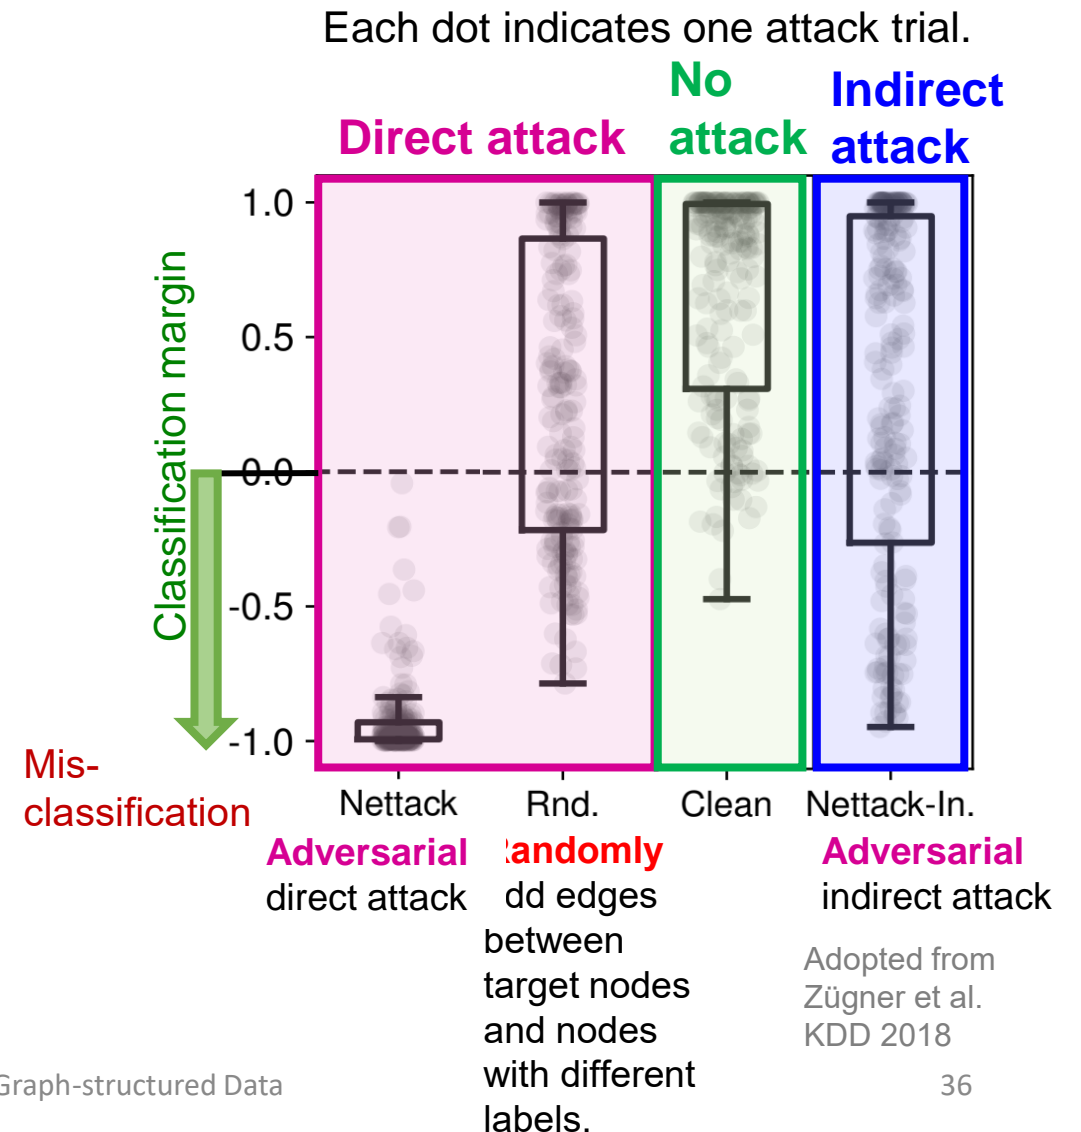 Each dot indicates one attack trial.
Direct attack
No
attack
Indirect
attack
Classification margin
1.0
0.5
0.0
-0.5
-1.0
Mis-
classification
Nettack
Rnd.
Clean
Nettack-In.
Adversarial
direct attack
andomly
dd edges
between
target nodes
and nodes
with different
labels.
Adversarial
indirect attack
Adopted from
Zügner et al.
KDD 2018
Graph-structured Data
36